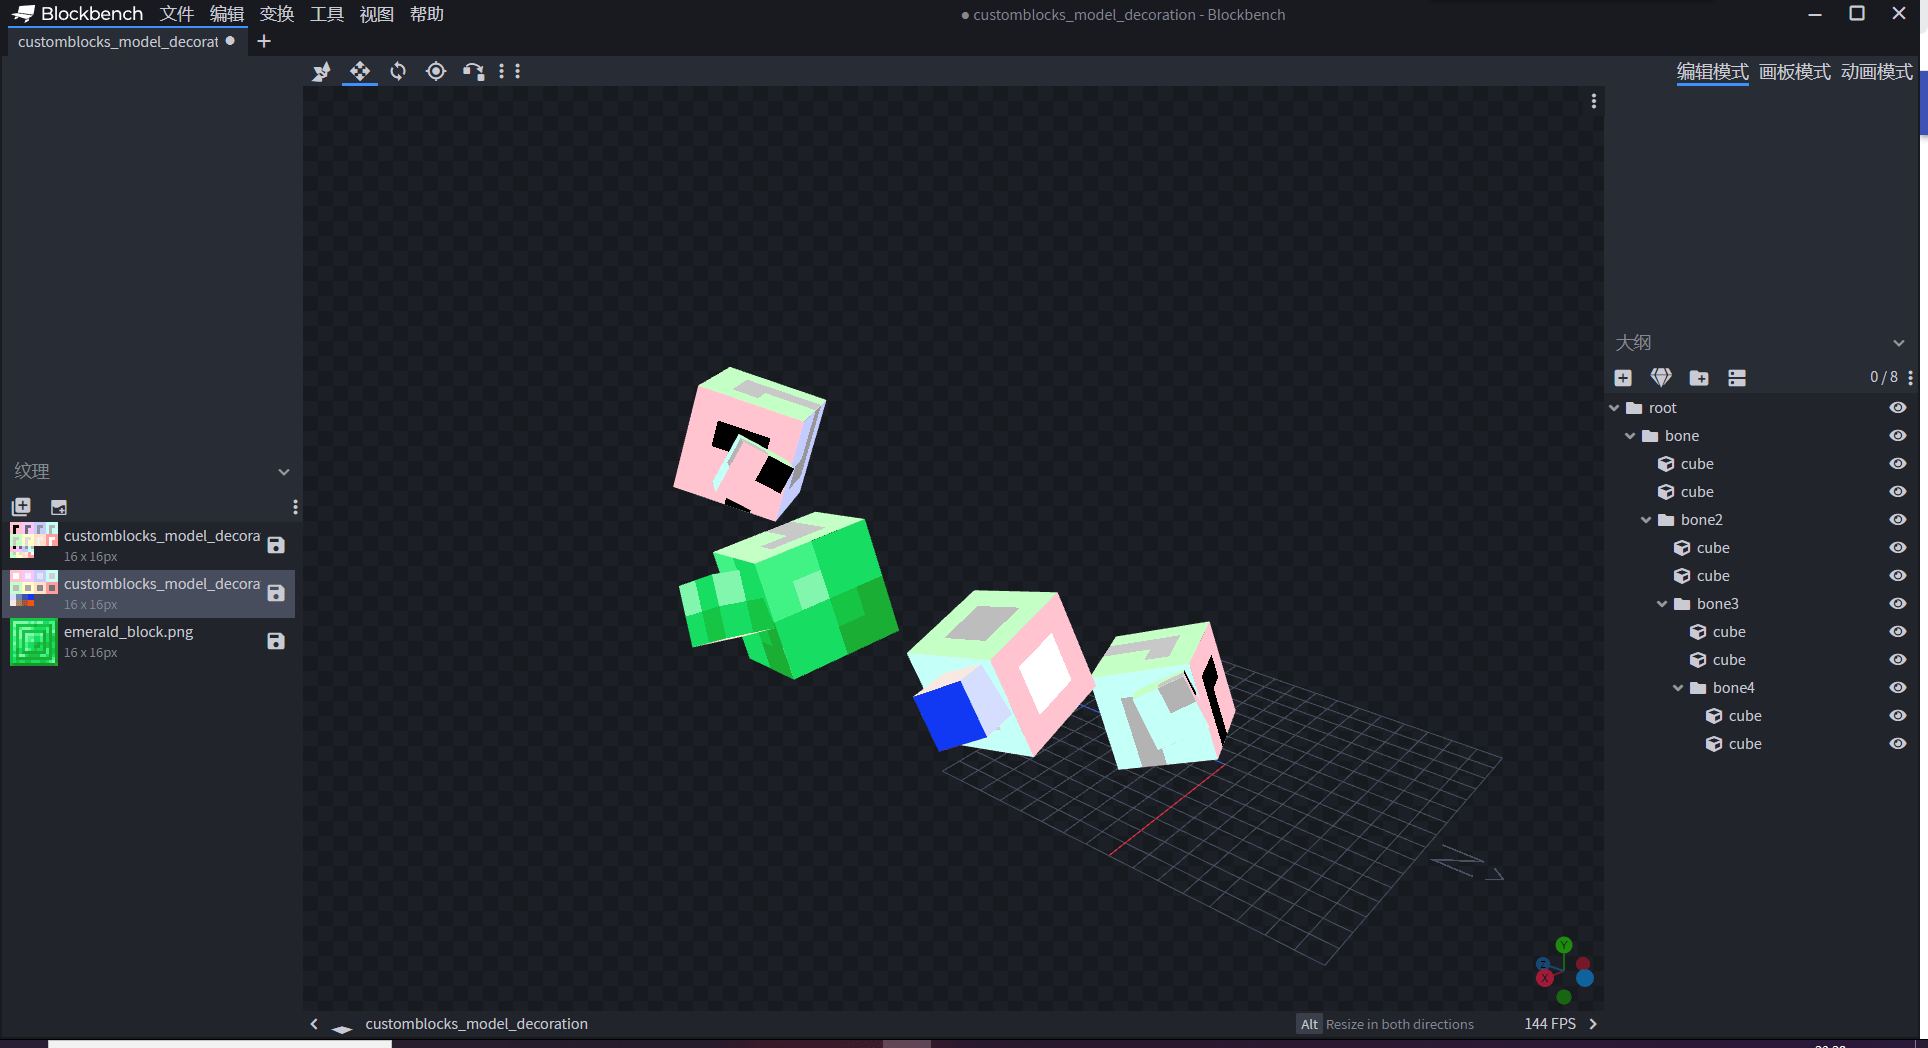 Blockbench 文件 编辑 变换 工具 视图 帮助
customblocks_model_decoration - Blockbench
customblocks_model_decorat
编辑模式 画板模式 动画模式
纹理
customblocks_model_decora
16 x 16px
customblocks_model_decora
16 x 16px
emerald_block.png
16 x 16px
大纲
0 / 8
root
bone
cube
cube
bone2
cube
cube
bone3
cube
cube
bone4
cube
cube
Y
Z
X
customblocks_model_decoration
Alt Resize in both directions
144 FPS